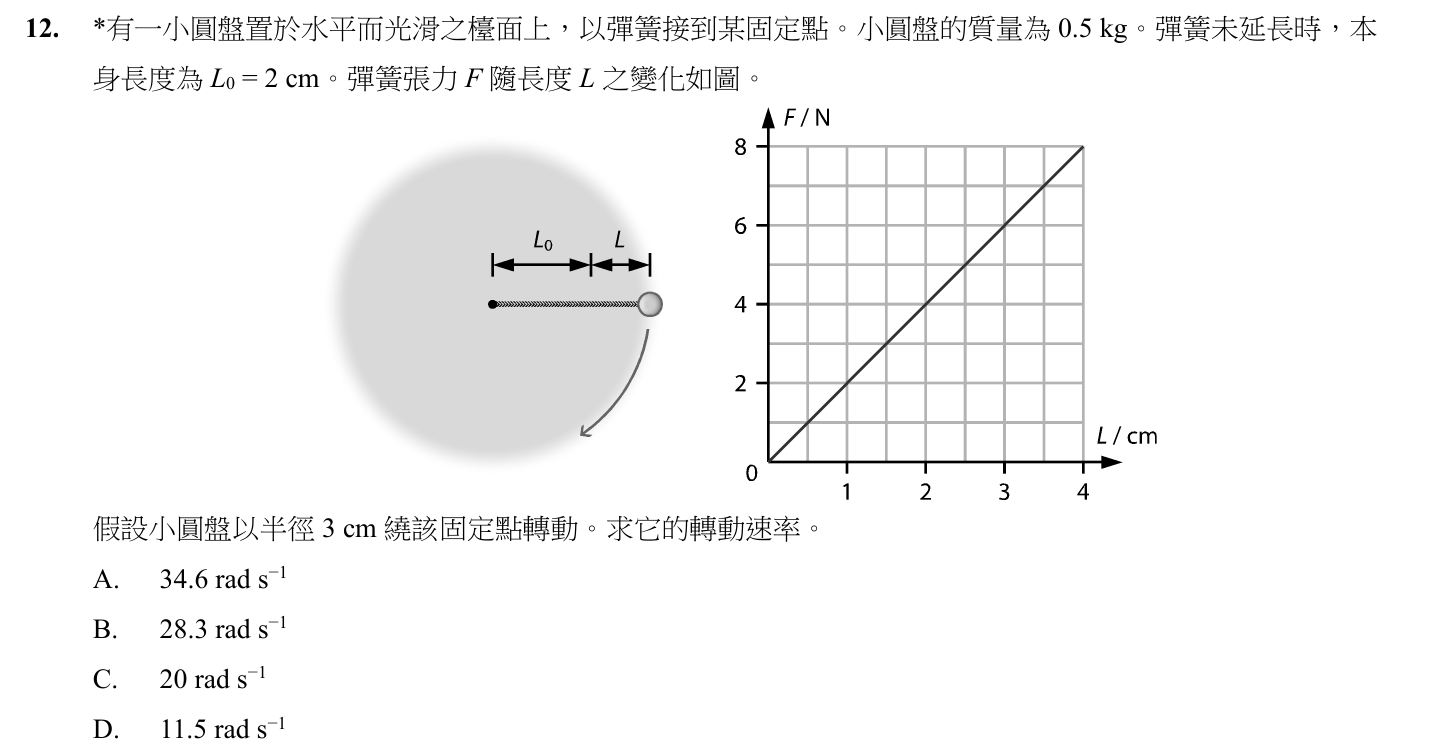 12. *有一小圓盤置於水平而光滑之檯面上，以彈簧接到某固定點。小圓盤的質量為 0.5 kg。彈簧未延長時，本
身長度為 L₀ = 2 cm。彈簧張力 F 隨長度 L 之變化如圖。
L₀ L
F / N
8
6
4
2
0
1 2 3 4
L / cm
假設小圓盤以半徑 3 cm 繞該固定點轉動。求它的轉動速率。
A. 34.6 rad s⁻¹
B. 28.3 rad s⁻¹
C. 20 rad s⁻¹
D. 11.5 rad s⁻¹